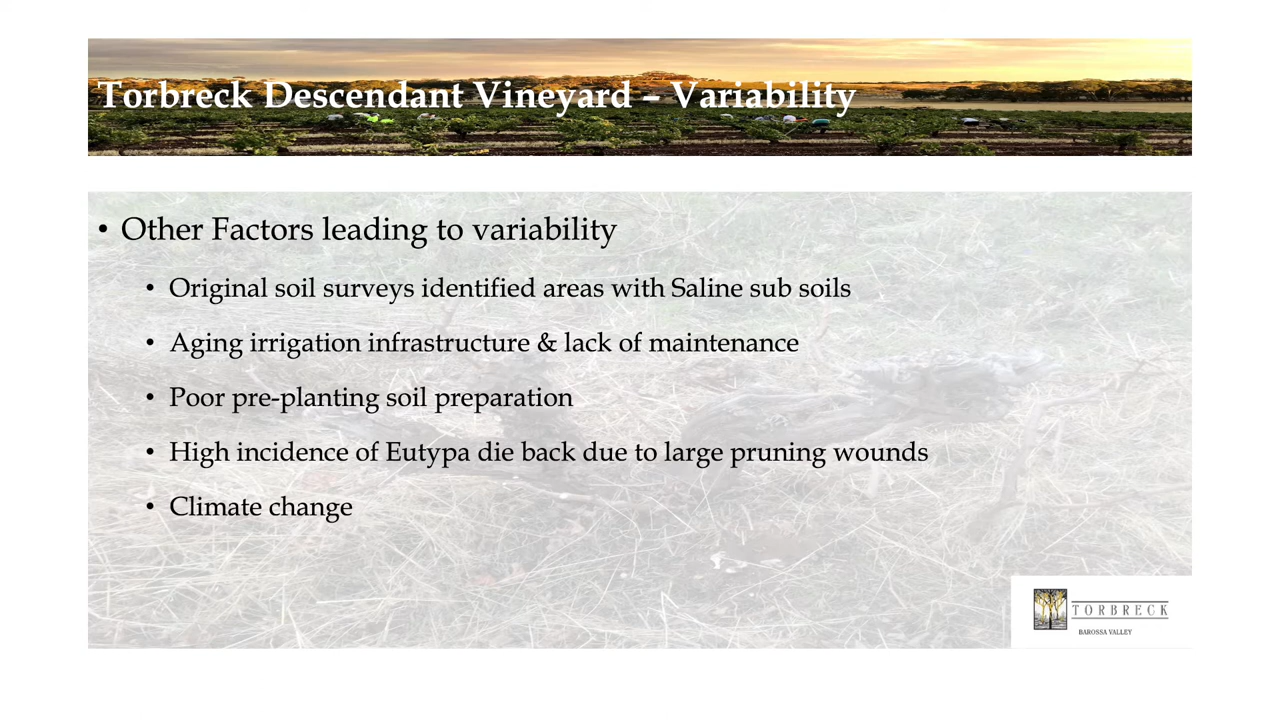 Torbreck Descendant Vineyard – Variability
• Other Factors leading to variability
• Original soil surveys identified areas with Saline sub soils
• Aging irrigation infrastructure & lack of maintenance
• Poor pre-planting soil preparation
• High incidence of Eutypa die back due to large pruning wounds
• Climate change
TORBRECK
BAROSSA VALLEY